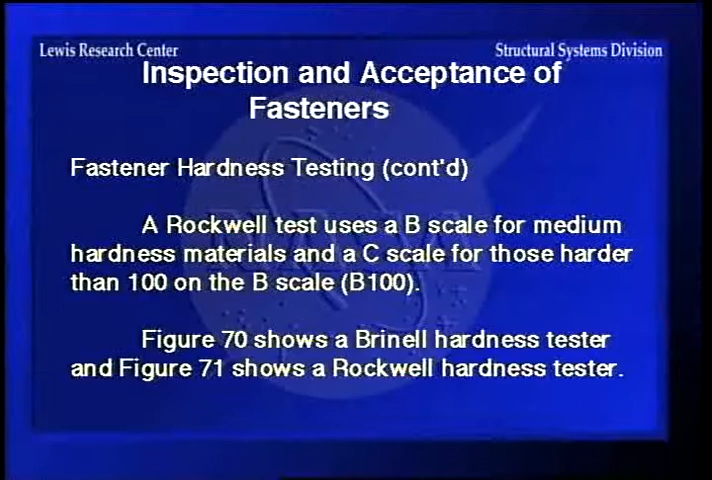 Lewis Research Center
Structural Systems Division
Inspection and Acceptance of
Fasteners
Fastener Hardness Testing (cont'd)
A Rockwell test uses a B scale for medium
hardness materials and a C scale for those harder
than 100 on the B scale (B100).
Figure 70 shows a Brinell hardness tester
and Figure 71 shows a Rockwell hardness tester.